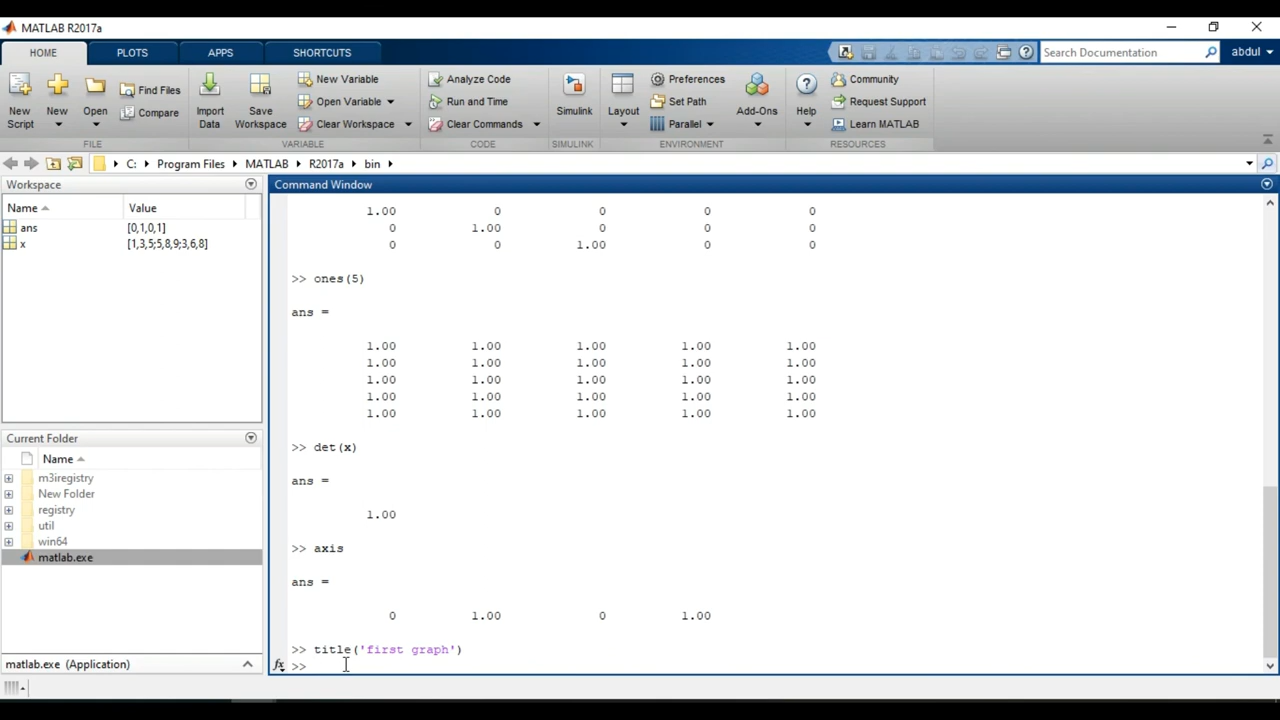 MATLAB R2017a
HOME PLOTS APPS SHORTCUTS Search Documentation abdul
New Script New Open Find Files Compare Import Data Save Workspace New Variable Open Variable Clear Workspace Analyze Code Run and Time Clear Commands Simulink Layout Preferences Set Path Parallel Add-Ons Help Community Request Support Learn MATLAB
FILE VARIABLE CODE SIMULINK ENVIRONMENT RESOURCES
C: Program Files MATLAB R2017a bin
Workspace
Name Value
ans [0,1,0,1]
x [1,3,5;5,8,9;3,6,8]
Current Folder
Name
m3iregistry
New Folder
registry
util
win64
matlab.exe
matlab.exe (Application)
Command Window
1.00 0 0 0 0
0 1.00 0 0 0
0 0 1.00 0 0
>> ones(5)
ans =
1.00 1.00 1.00 1.00 1.00
1.00 1.00 1.00 1.00 1.00
1.00 1.00 1.00 1.00 1.00
1.00 1.00 1.00 1.00 1.00
1.00 1.00 1.00 1.00 1.00
>> det(x)
ans =
1.00
>> axis
ans =
0 1.00 0 1.00
>> title('first graph')
fx >>